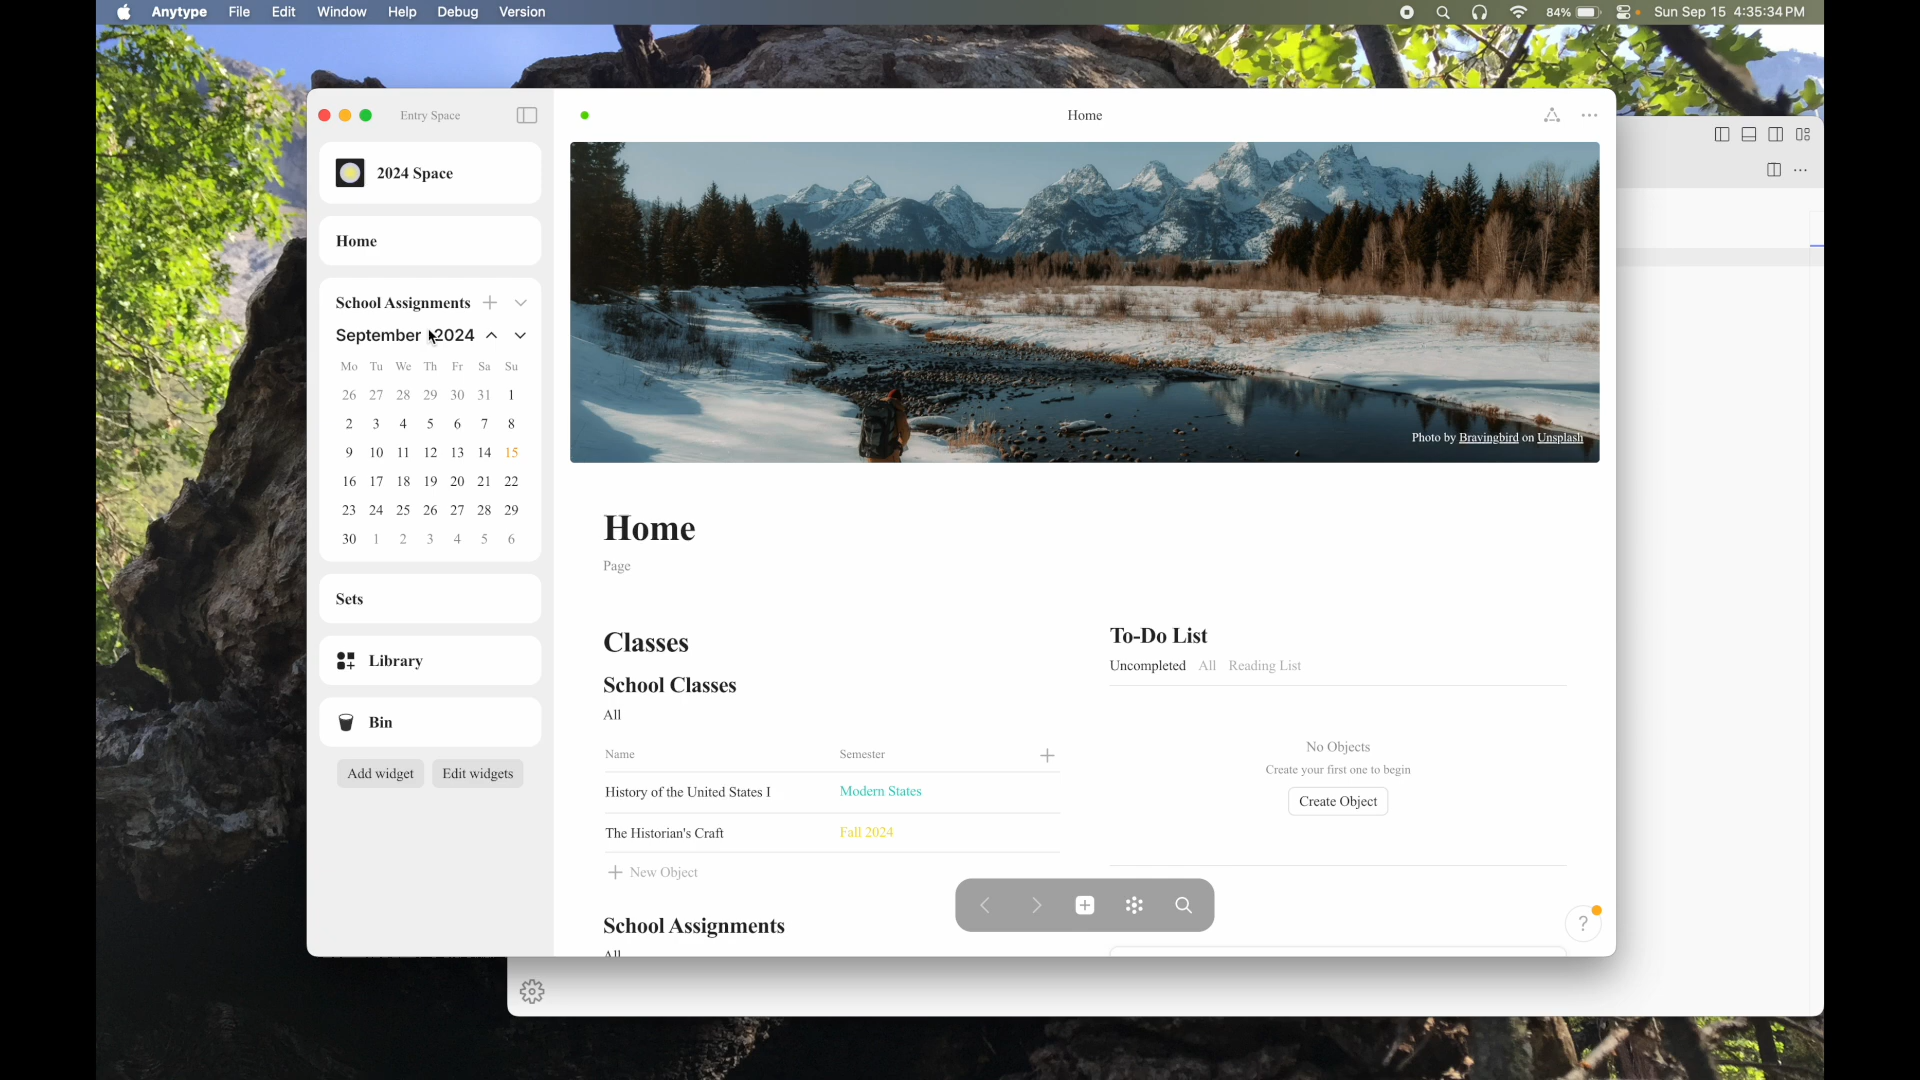 Anytype File Edit Window Help Debug Version
84% Sun Sep 15 4:35:34 PM
Entry Space
Home
2024 Space
Home
School Assignments
September 2024
Mo Tu We Th Fr Sa Su
26 27 28 29 30 31 1
2 3 4 5 6 7 8
9 10 11 12 13 14 15
16 17 18 19 20 21 22
23 24 25 26 27 28 29
30 1 2 3 4 5 6
Sets
Library
Bin
Add widget Edit widgets
Photo by Bravingbird on Unsplash
Home
Page
Classes
School Classes
All
Name Semester
History of the United States I Modern States
The Historian's Craft Fall 2024
New Object
School Assignments
All
To-Do List
Uncompleted All Reading List
No Objects
Create your first one to begin
Create Object
?